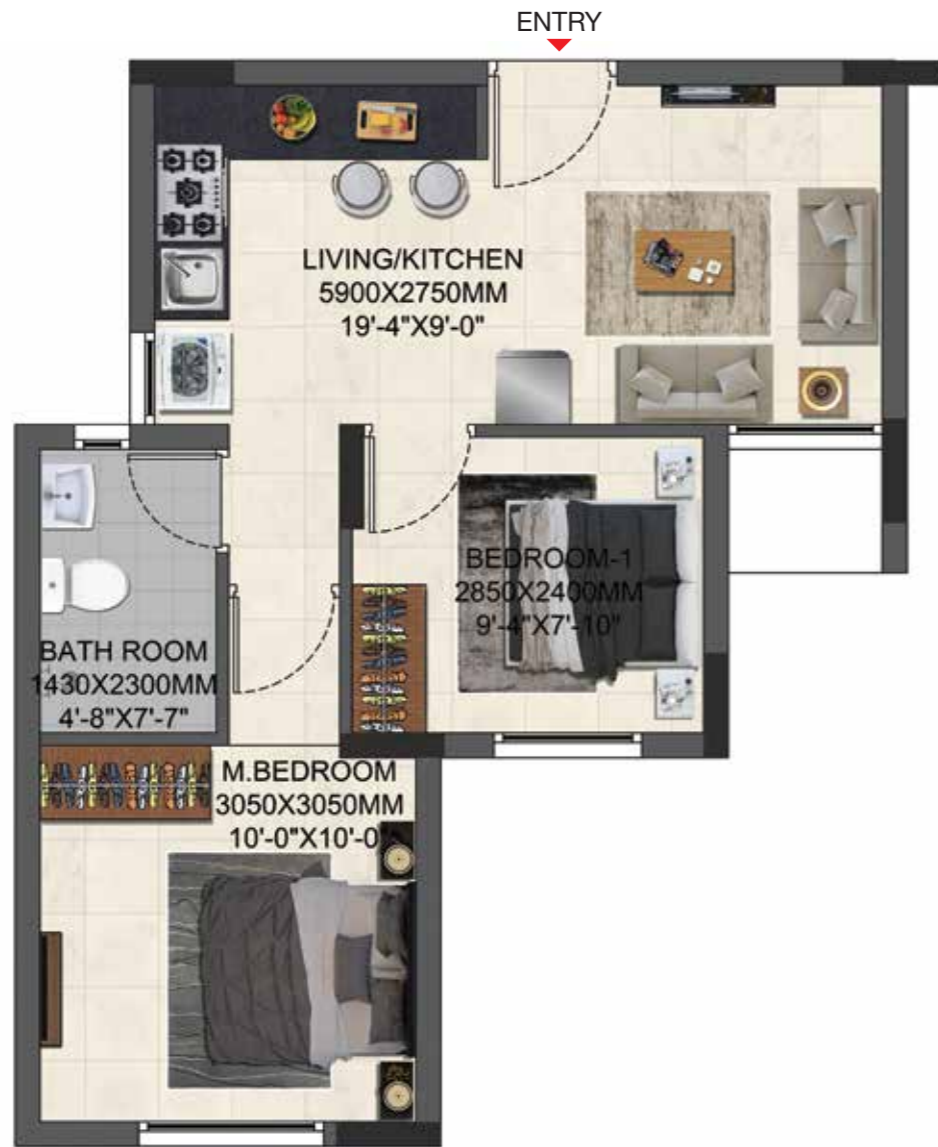 ENTRY
LIVING/KITCHEN
5900X2750MM
19'-4"X9'-0"
BEDROOM-1
2850X2400MM
9'-4"X7'-10"
BATH ROOM
1430X2300MM
4'-8"X7'-7"
M.BEDROOM
3050X3050MM
10'-0"X10'-0"